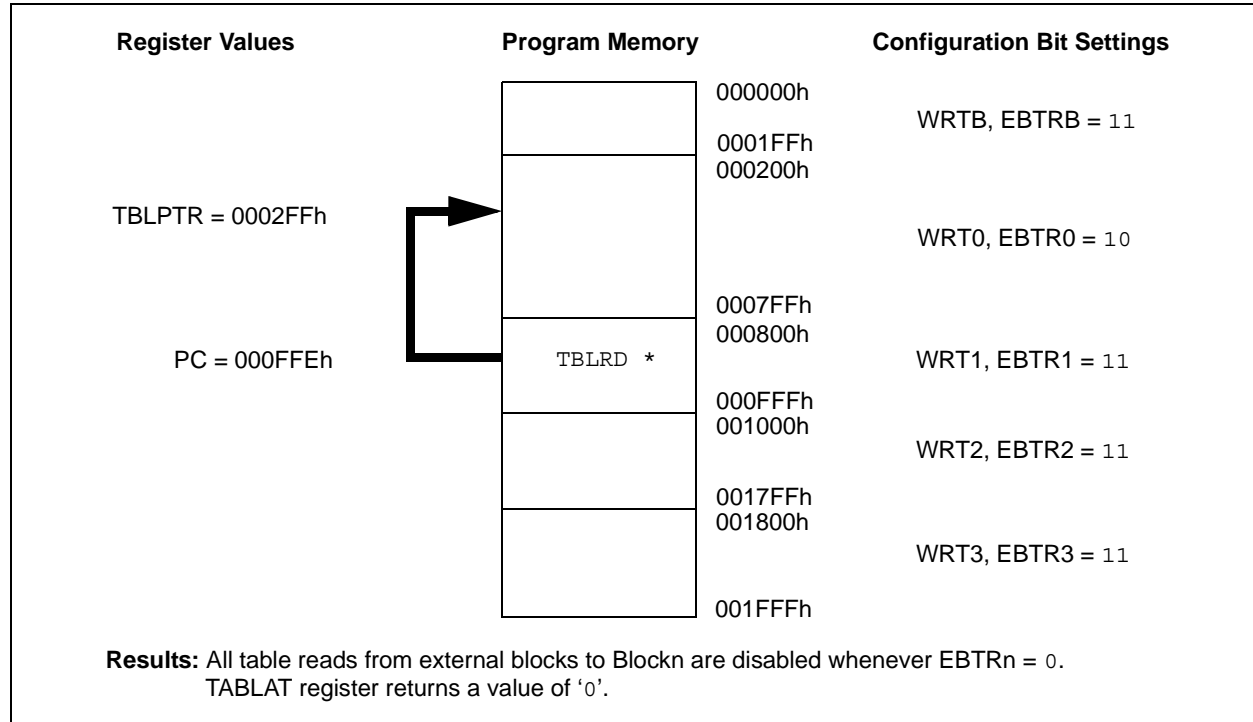 Register Values Program Memory Configuration Bit Settings
000000h
WRTB, EBTRB = 11
0001FFh
000200h
TBLPTR = 0002FFh
WRT0, EBTR0 = 10
0007FFh
000800h
PC = 000FFEh TBLRD * WRT1, EBTR1 = 11
000FFFh
001000h
WRT2, EBTR2 = 11
0017FFh
001800h
WRT3, EBTR3 = 11
001FFFh
Results: All table reads from external blocks to Blockn are disabled whenever EBTRn = 0.
TABLAT register returns a value of ‘0’.